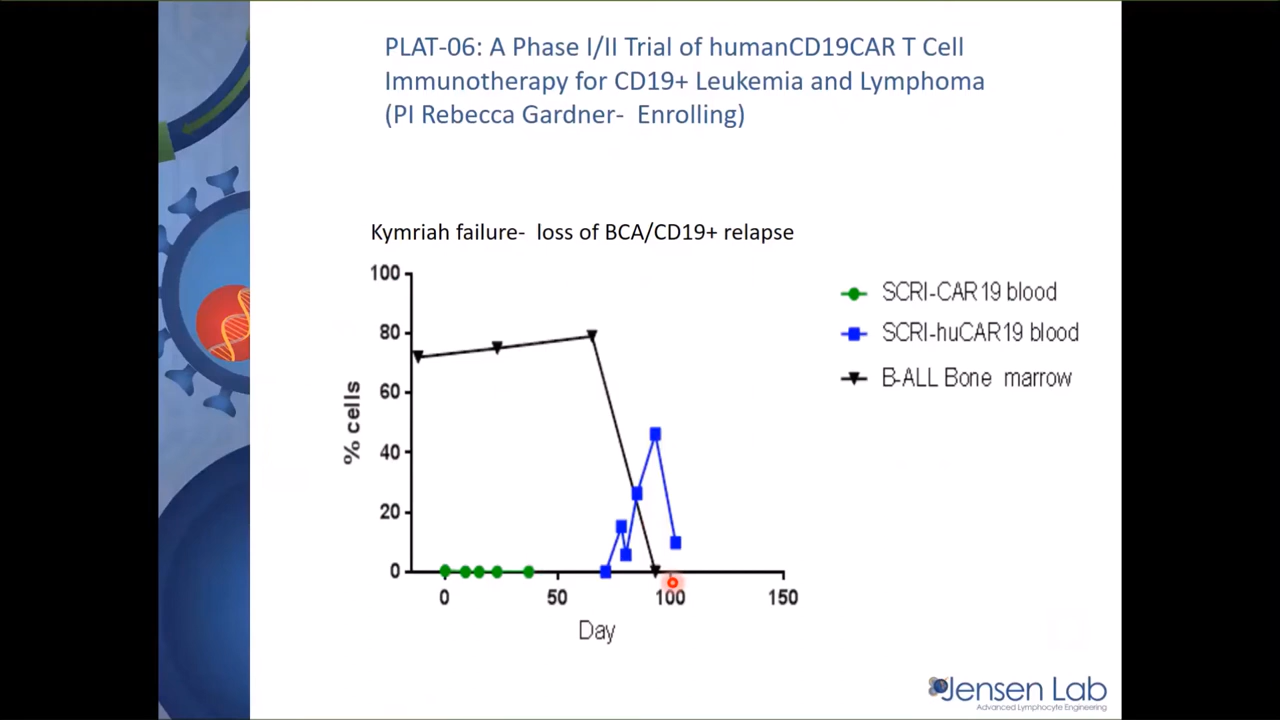 PLAT-06: A Phase I/II Trial of humanCD19CAR T Cell
Immunotherapy for CD19+ Leukemia and Lymphoma
(PI Rebecca Gardner- Enrolling)
Kymriah failure- loss of BCA/CD19+ relapse
100
80
60
40
20
0
% cells
0
50
100
150
Day
SCRI-CAR19 blood
SCRI-huCAR19 blood
B-ALL Bone marrow
Jensen Lab
Advanced Lymphocyte Engineering